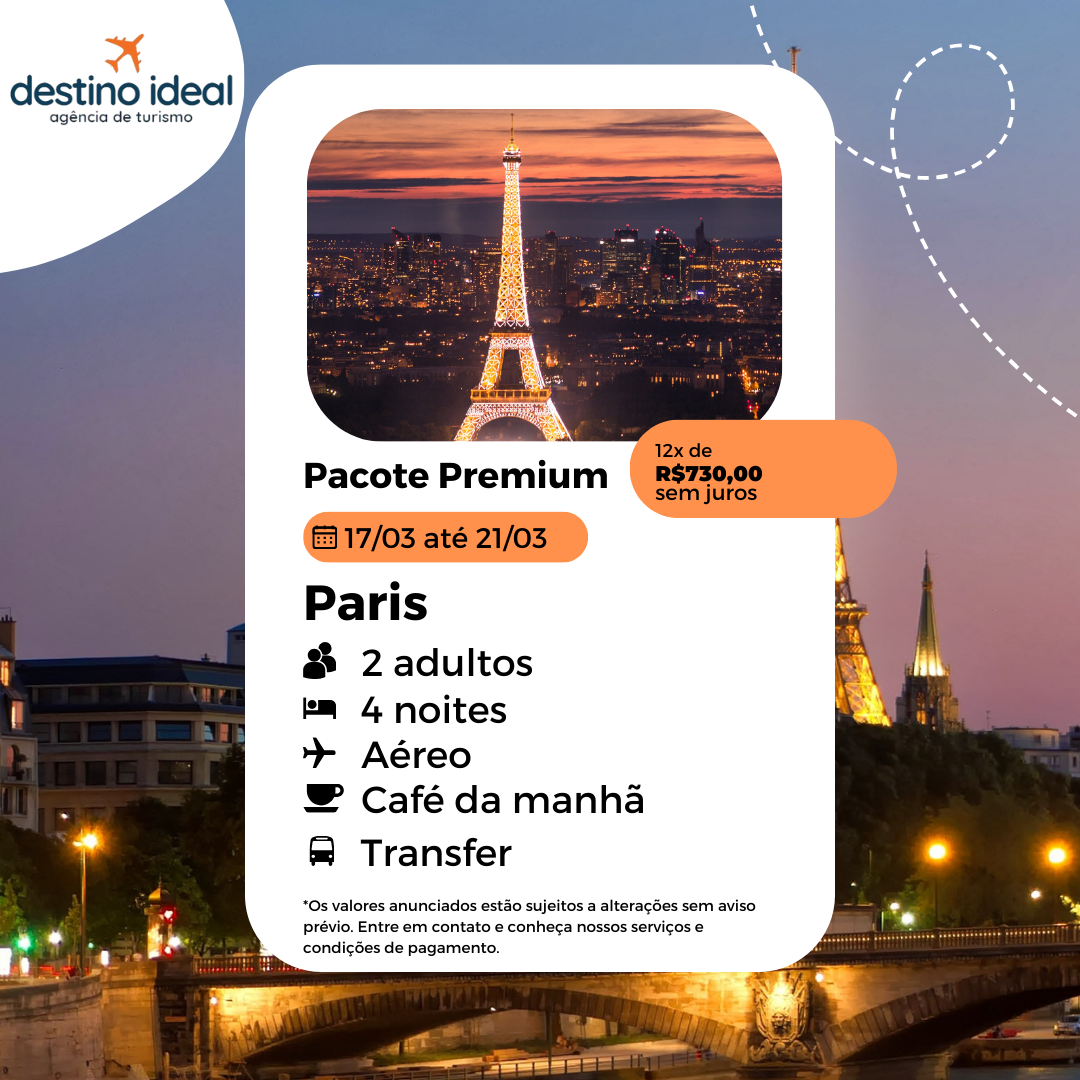 destino ideal
agência de turismo
Pacote Premium
12x de
R$730,00
sem juros
17/03 até 21/03
Paris
2 adultos
4 noites
Aéreo
Café da manhã
Transfer
*Os valores anunciados estão sujeitos a alterações sem aviso
prévio. Entre em contato e conheça nossos serviços e
condições de pagamento.